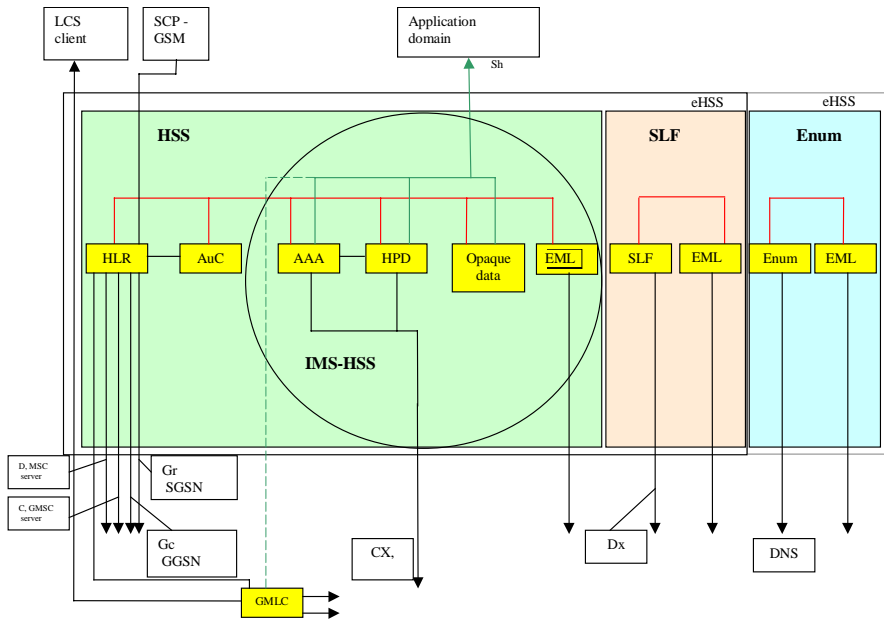 LCS
client
SCP -
GSM
Application
domain
Sh
eHSS
eHSS
HSS
SLF
Enum
HLR
AuC
AAA
HPD
Opaque
data
EML
SLF
EML
Enum
EML
IMS-HSS
D, MSC
server
Gr
SGSN
C, GMSC
server
Gc
GGSN
CX,
Dx
DNS
GMLC